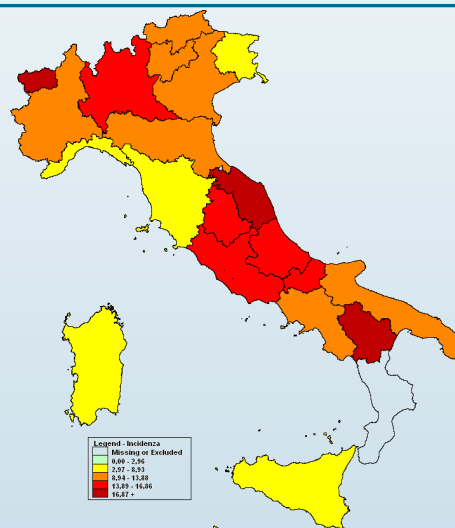 Legend - Incidenza
Missing or Excluded
0,00 - 2,96
2,97 - 8,93
8,94 - 13,88
13,89 - 16,86
16,87 +